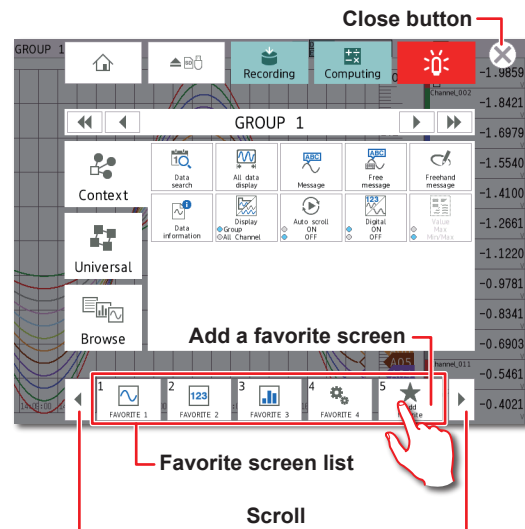 Close button
GROUP 1
Recording
Computing
-1.9859
Channel_002
-1.8421
GROUP 1
-1.6979
Context
Data search
All data display
ABC
Message
ABC
Free message
Freehand message
-1.5540
-1.4100
Data information
Display
Group
All Channel
Auto scroll
ON
OFF
123
Digital
ON
OFF
Value
Max
Min/Max
-1.2661
Universal
-1.1220
-0.9781
Browse
-0.8341
Add a favorite screen
-0.6903
A05
Channel_011
-0.5461
1
FAVORITE 1
2
123
FAVORITE 2
3
FAVORITE 3
4
FAVORITE 4
5
Add
-0.4021
Favorite screen list
Scroll